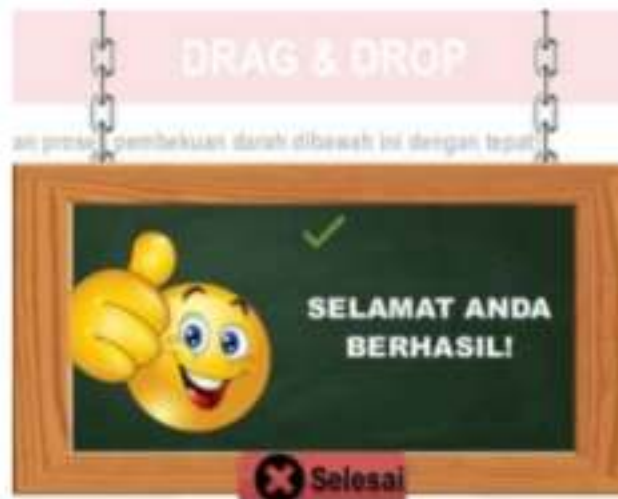 DRAG & DROP
an proses pembekuan darah dibawah ini dengan tepat
SELAMAT ANDA
BERHASIL!
Selesai